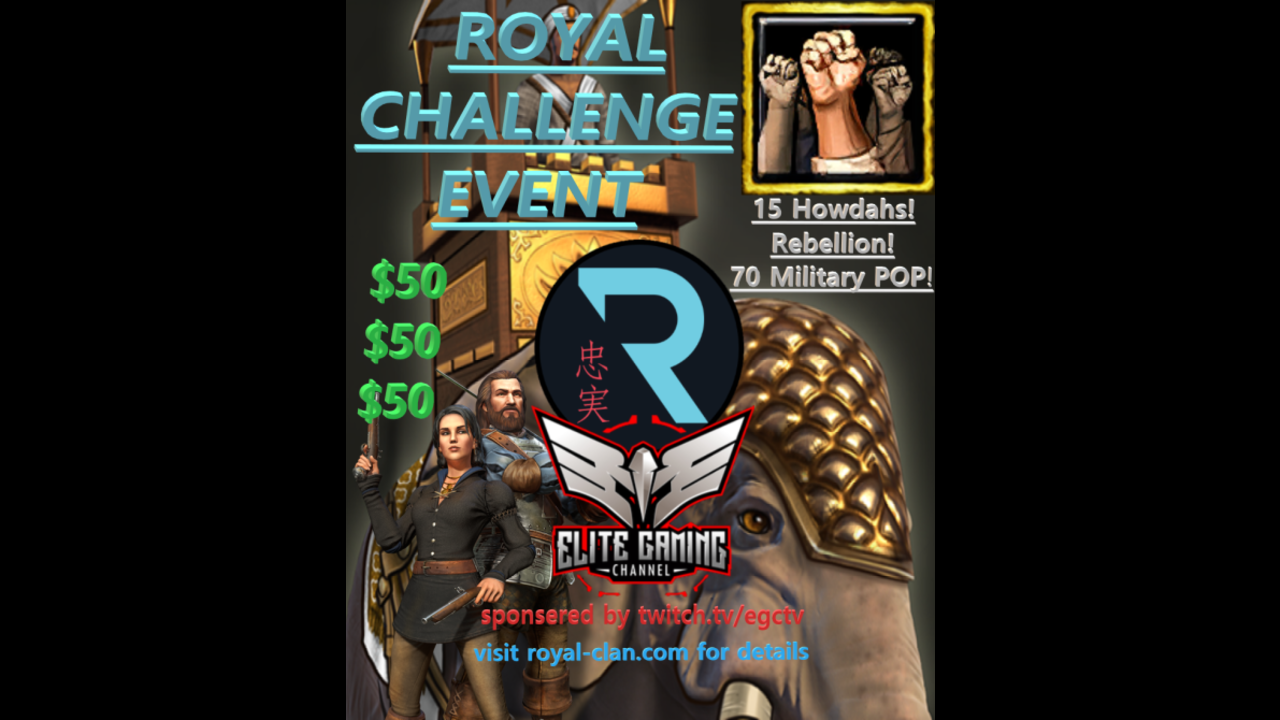 ROYAL
CHALLENGE
EVENT
15 Howdahs!
Rebellion!
70 Military POP!
$50
$50
$50
R
忠
実
ELITE GAMING
CHANNEL
sponsered by twitch.tv/egctv
visit royal-clan.com for details